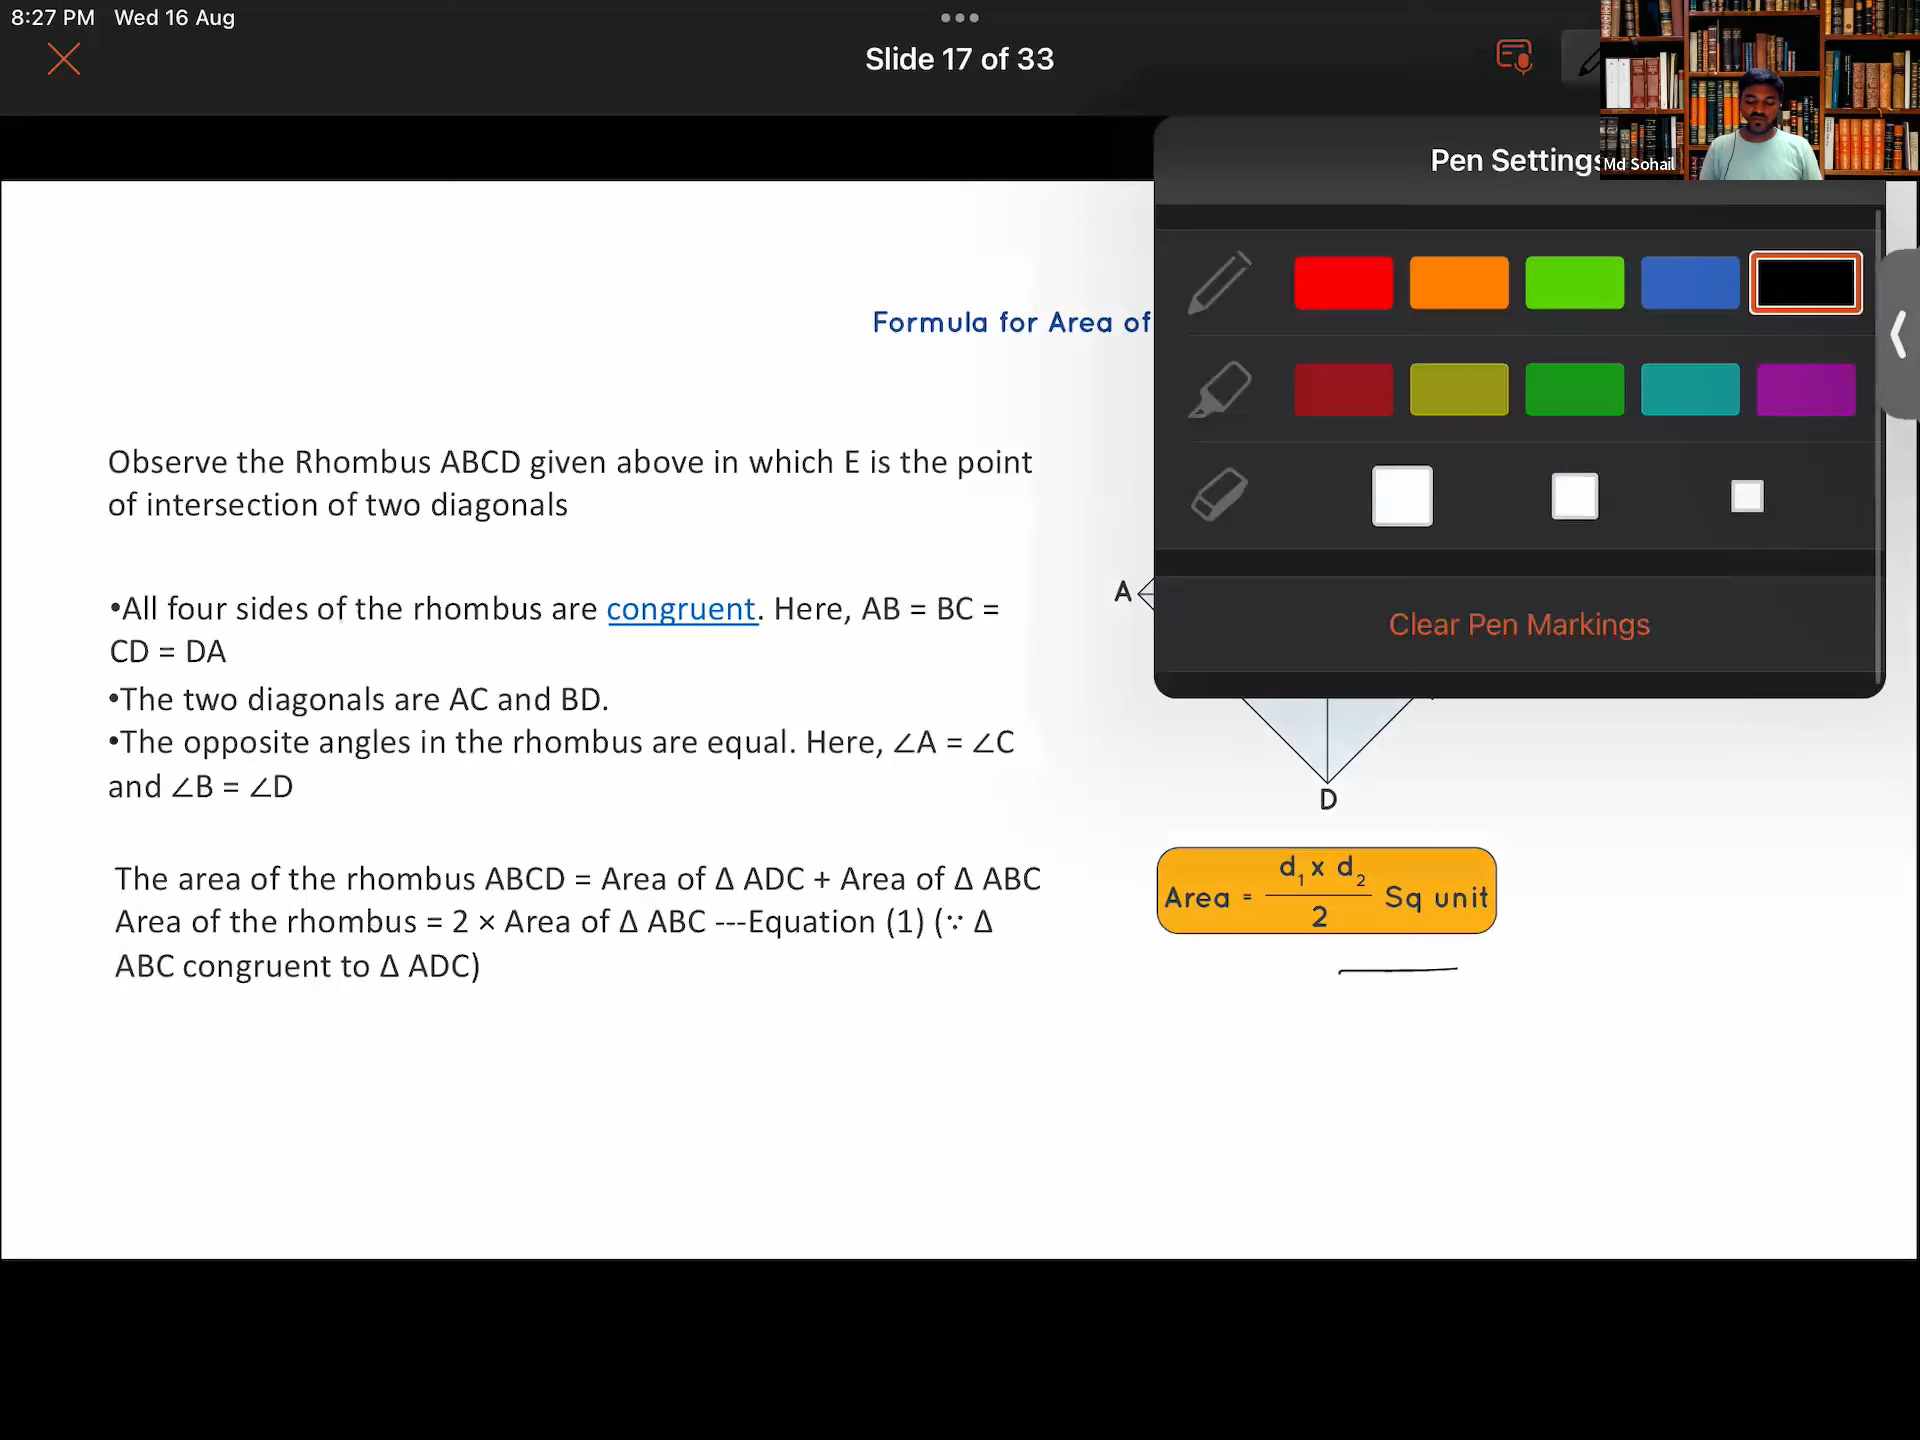 8:27 PM Wed 16 Aug
Slide 17 of 33
Pen Settings
Md Sohail
Formula for Area of
Observe the Rhombus ABCD given above in which E is the point
of intersection of two diagonals
•All four sides of the rhombus are congruent. Here, AB = BC =
CD = DA
•The two diagonals are AC and BD.
•The opposite angles in the rhombus are equal. Here, ∠A = ∠C
and ∠B = ∠D
The area of the rhombus ABCD = Area of Δ ADC + Area of Δ ABC
Area of the rhombus = 2 × Area of Δ ABC ---Equation (1) (∵ Δ
ABC congruent to Δ ADC)
Clear Pen Markings
A
D
Area = d₁ x d₂ / 2 Sq unit